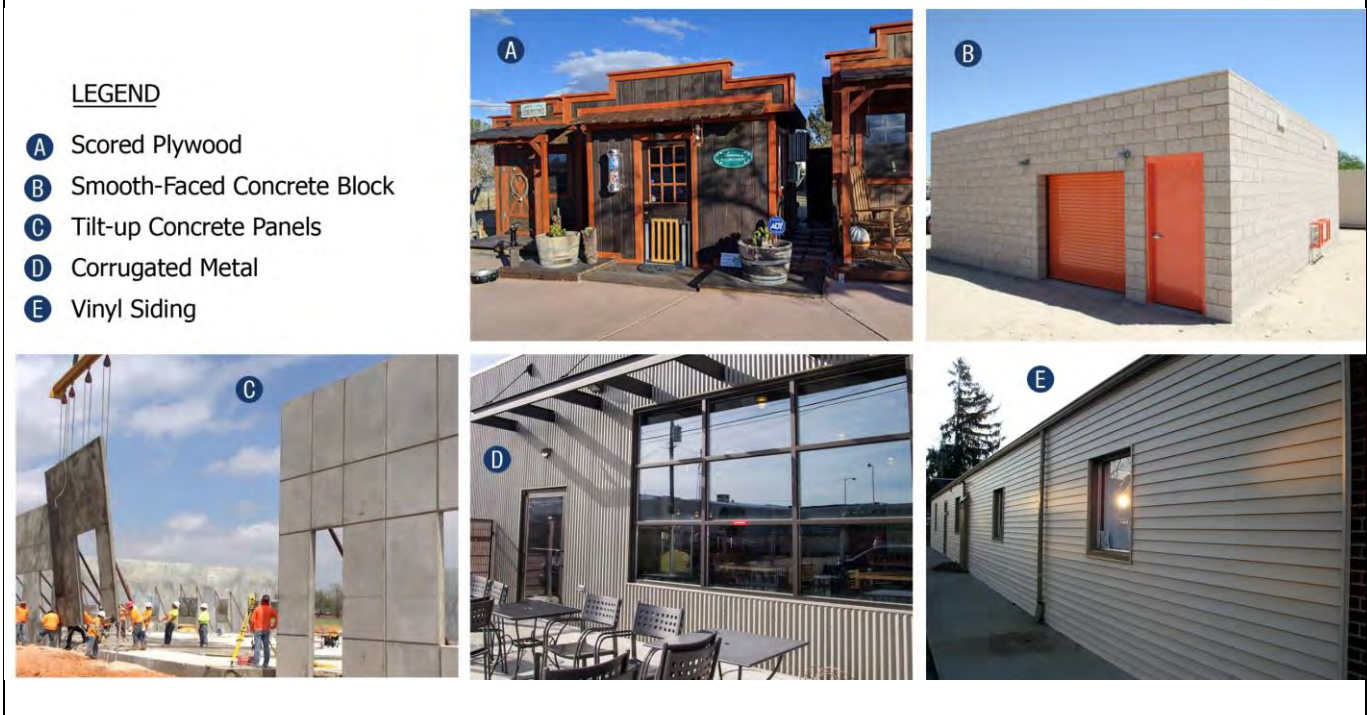 LEGEND
A Scored Plywood
B Smooth-Faced Concrete Block
C Tilt-up Concrete Panels
D Corrugated Metal
E Vinyl Siding
A
B
C
D
E
ADT